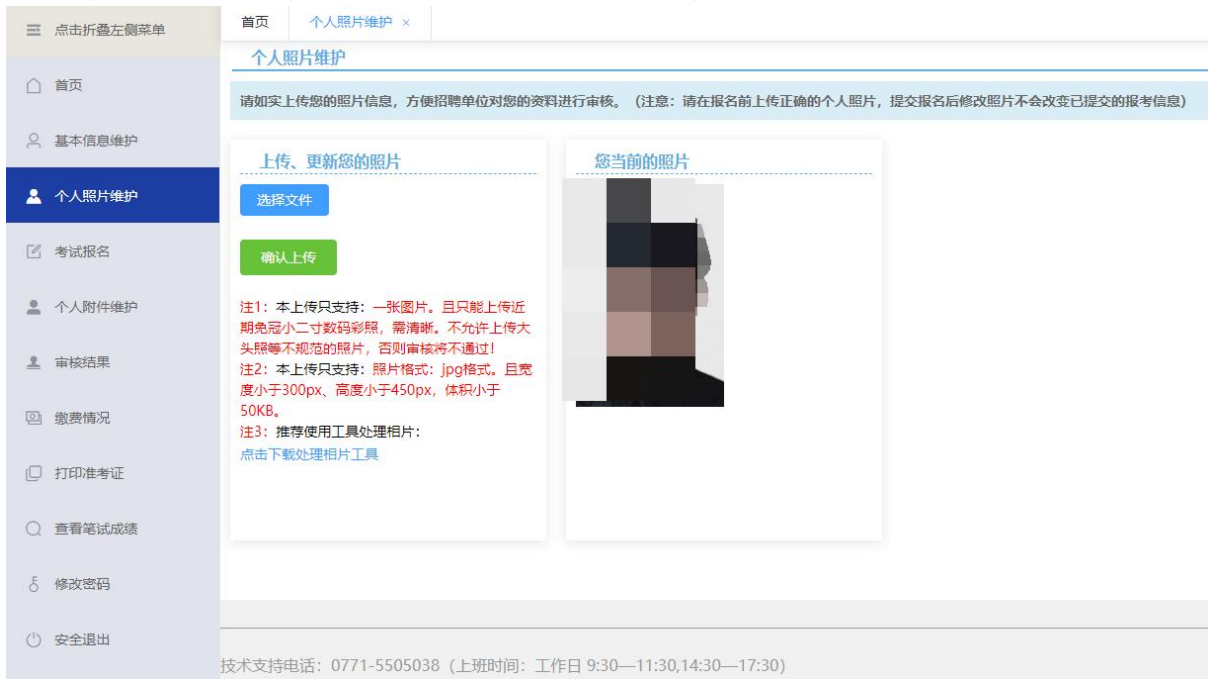 点击折叠左侧菜单
首页
基本信息维护
个人照片维护
考试报名
个人附件维护
审核结果
缴费情况
打印准考证
查看笔试成绩
修改密码
安全退出
首页 个人照片维护 ×
个人照片维护
请如实上传您的照片信息，方便招聘单位对您的资料进行审核。（注意：请在报名前上传正确的个人照片，提交报名后修改照片不会改变已提交的报考信息）
上传、更新您的照片
选择文件
确认上传
注1：本上传只支持：一张图片。且只能上传近
期免冠小二寸数码彩照，需清晰。不允许上传大
头照等不规范的照片，否则审核将不通过！
注2：本上传只支持：照片格式：jpg格式。且宽
度小于300px、高度小于450px，体积小于
50KB。
注3：推荐使用工具处理相片：
点击下载处理相片工具
您当前的照片
技术支持电话：0771-5505038（上班时间：工作日 9:30—11:30,14:30—17:30）